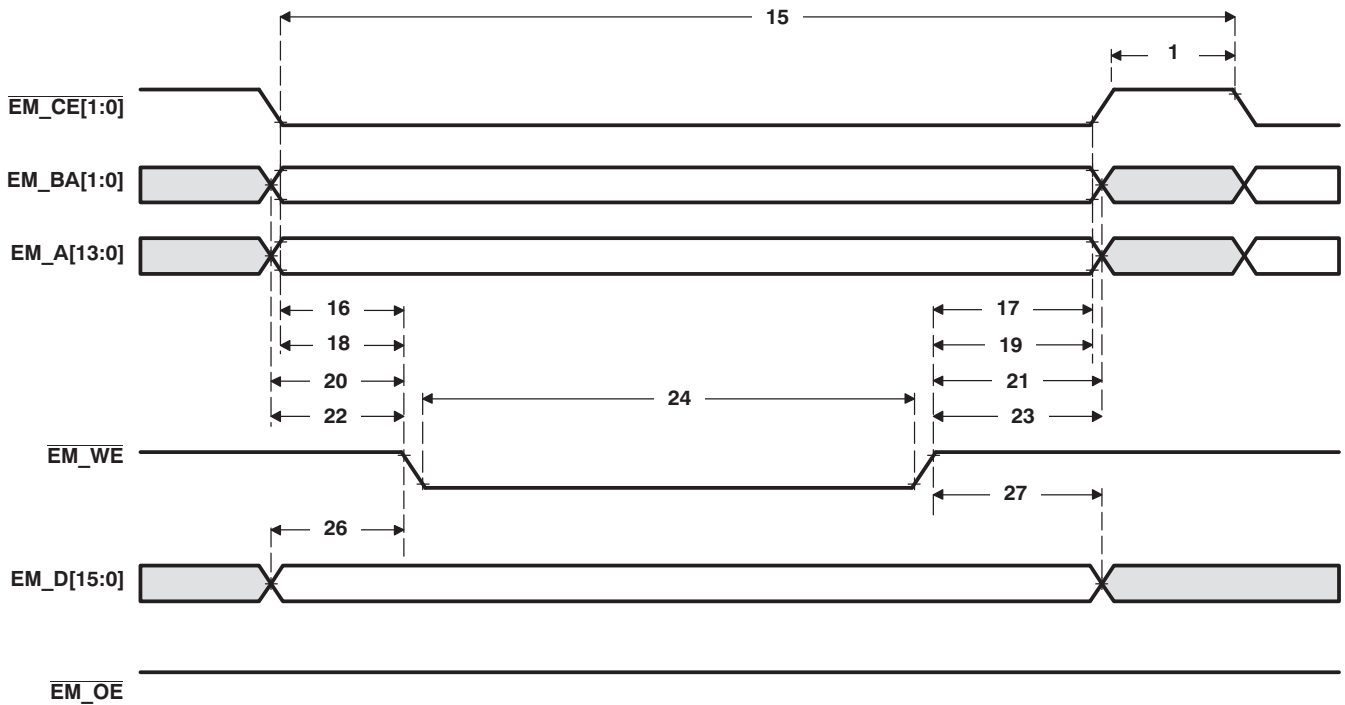 15
1
EM_CE[1:0]
EM_BA[1:0]
EM_A[13:0]
16
17
18
19
20
21
24
22
23
EM_WE
27
26
EM_D[15:0]
EM_OE